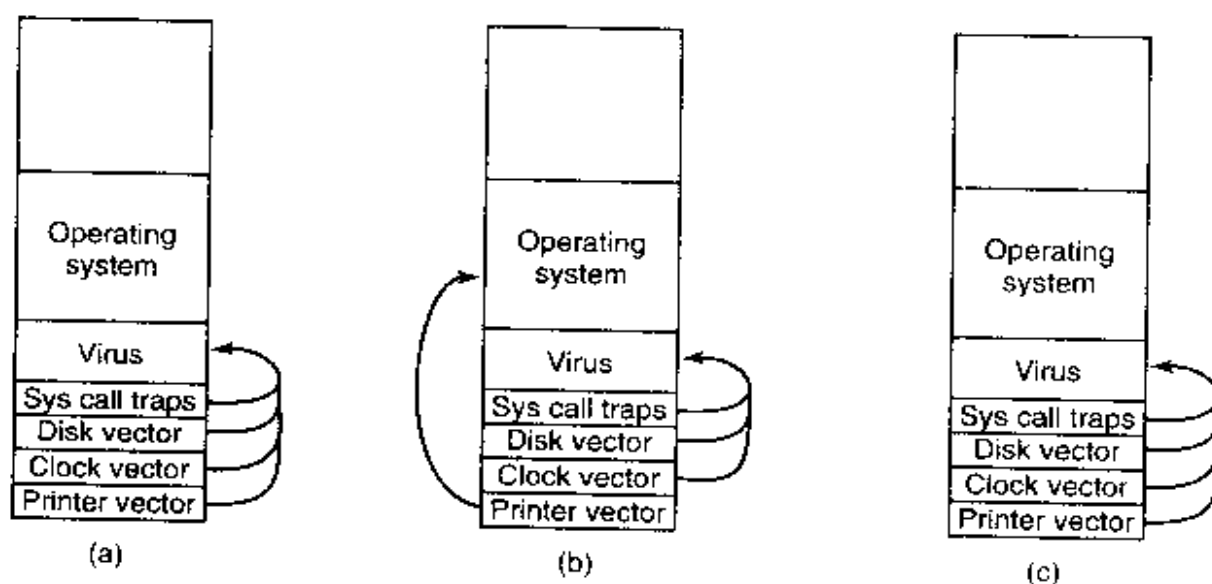 Operating
system
Virus
Sys call traps
Disk vector
Clock vector
Printer vector
(a)
Operating
system
Virus
Sys call traps
Disk vector
Clock vector
Printer vector
(b)
Operating
system
Virus
Sys call traps
Disk vector
Clock vector
Printer vector
(c)